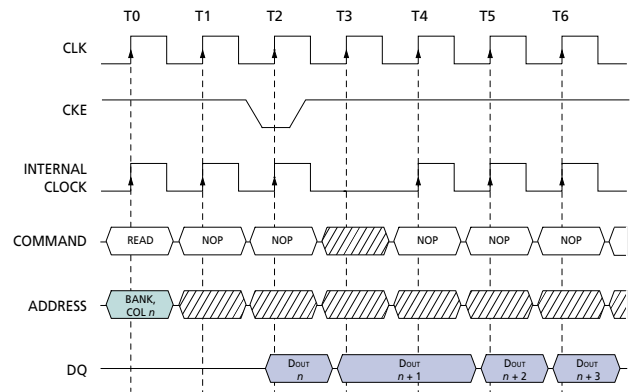 T0 T1 T2 T3 T4 T5 T6
CLK
CKE
INTERNAL
CLOCK
COMMAND READ NOP NOP NOP NOP NOP
ADDRESS BANK,
COL n
DQ DOUT DOUT DOUT DOUT
n n + 1 n + 2 n + 3